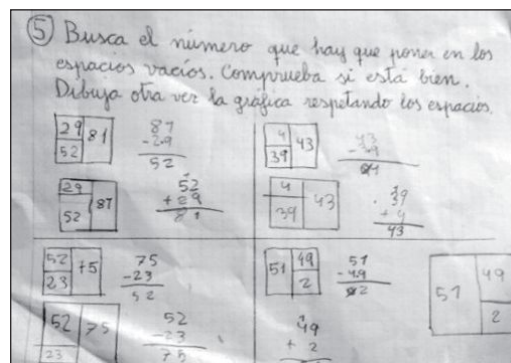 5 Busca el número que hay que poner en los
espacios vacíos. Comprueba si está bien.
Dibuja otra vez la gráfica respetando los espacios.
29 81 52
81
-29
52
4 43 39
43
39
29 81 52
52
+29
81
4 43 39
39
+4
43
52 75 23
75
-23
52
51 49 2
51
-49
2
51 49 2
52 75 23
52
-23
75
49
+2